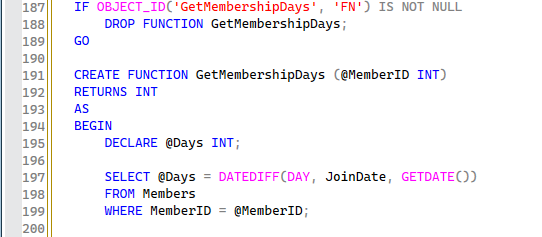 187 IF OBJECT_ID('GetMembershipDays', 'FN') IS NOT NULL
188     DROP FUNCTION GetMembershipDays;
189 GO
190
191 CREATE FUNCTION GetMembershipDays (@MemberID INT)
192 RETURNS INT
193 AS
194 BEGIN
195     DECLARE @Days INT;
196
197     SELECT @Days = DATEDIFF(DAY, JoinDate, GETDATE())
198     FROM Members
199     WHERE MemberID = @MemberID;
200